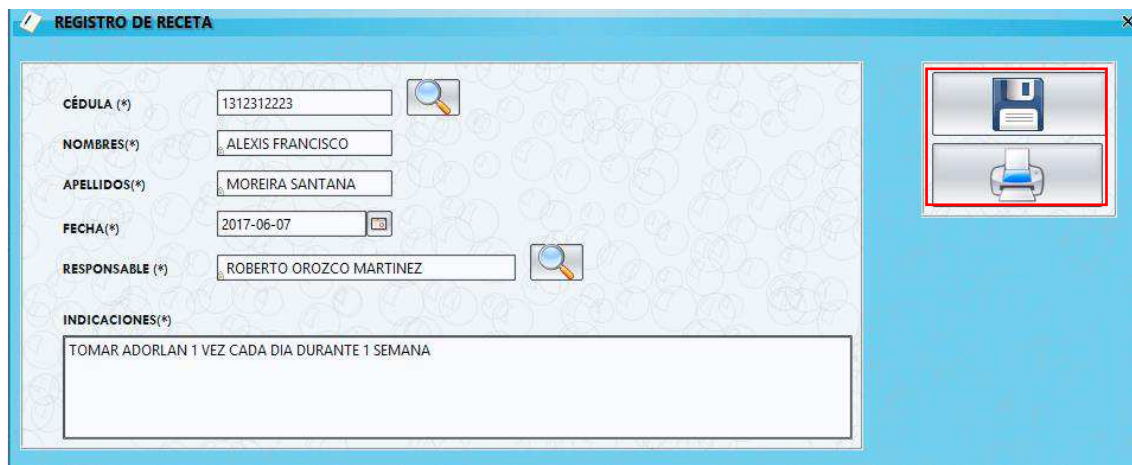 REGISTRO DE RECETA
CÉDULA (*) 1312312223
NOMBRES(*) ALEXIS FRANCISCO
APELLIDOS(*) MOREIRA SANTANA
FECHA(*) 2017-06-07
RESPONSABLE (*) ROBERTO OROZCO MARTINEZ
INDICACIONES(*)
TOMAR ADORLAN 1 VEZ CADA DIA DURANTE 1 SEMANA